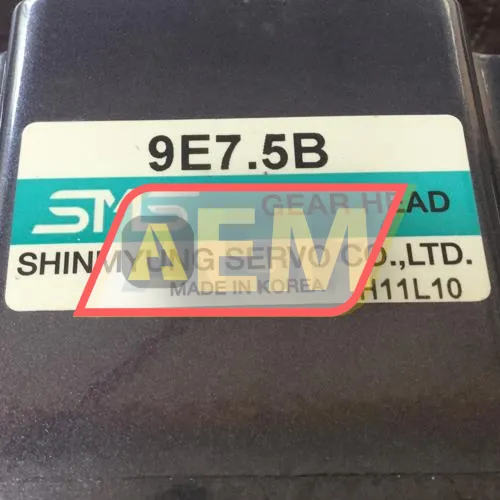 9E7.5B
SMS GEAR HEAD
SHINMYUNG SERVO CO.,LTD.
MADE IN KOREA
H11L10
AEM